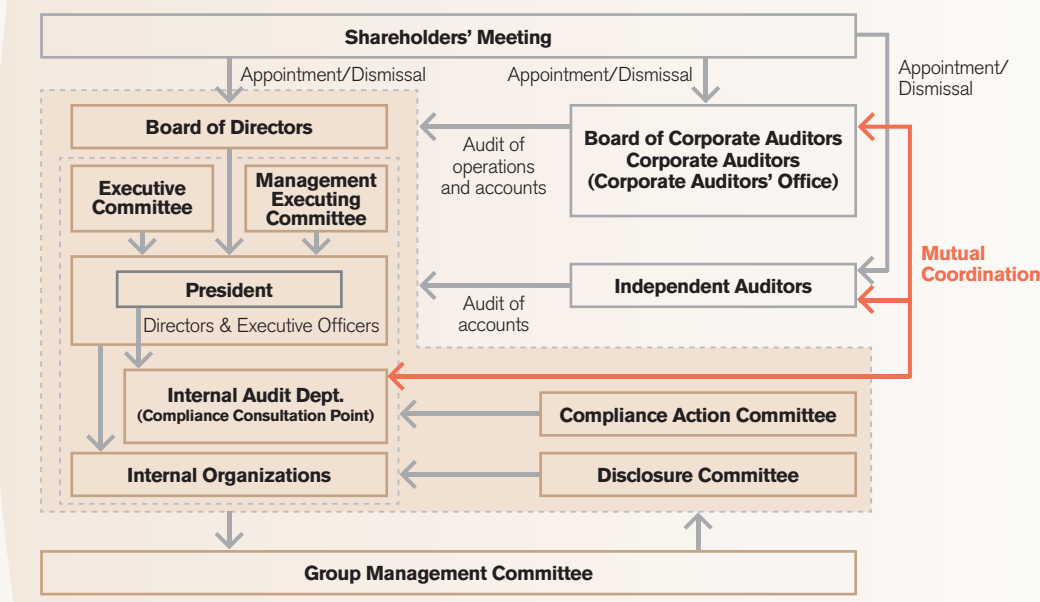 Shareholders’ Meeting
Appointment/Dismissal
Appointment/Dismissal
Appointment/
Dismissal
Board of Directors
Audit of
operations
and accounts
Board of Corporate Auditors
Corporate Auditors
(Corporate Auditors’ Office)
Executive
Committee
Management
Executing
Committee
Mutual
Coordination
President
Directors & Executive Officers
Audit of
accounts
Independent Auditors
Internal Audit Dept.
(Compliance Consultation Point)
Compliance Action Committee
Internal Organizations
Disclosure Committee
Group Management Committee